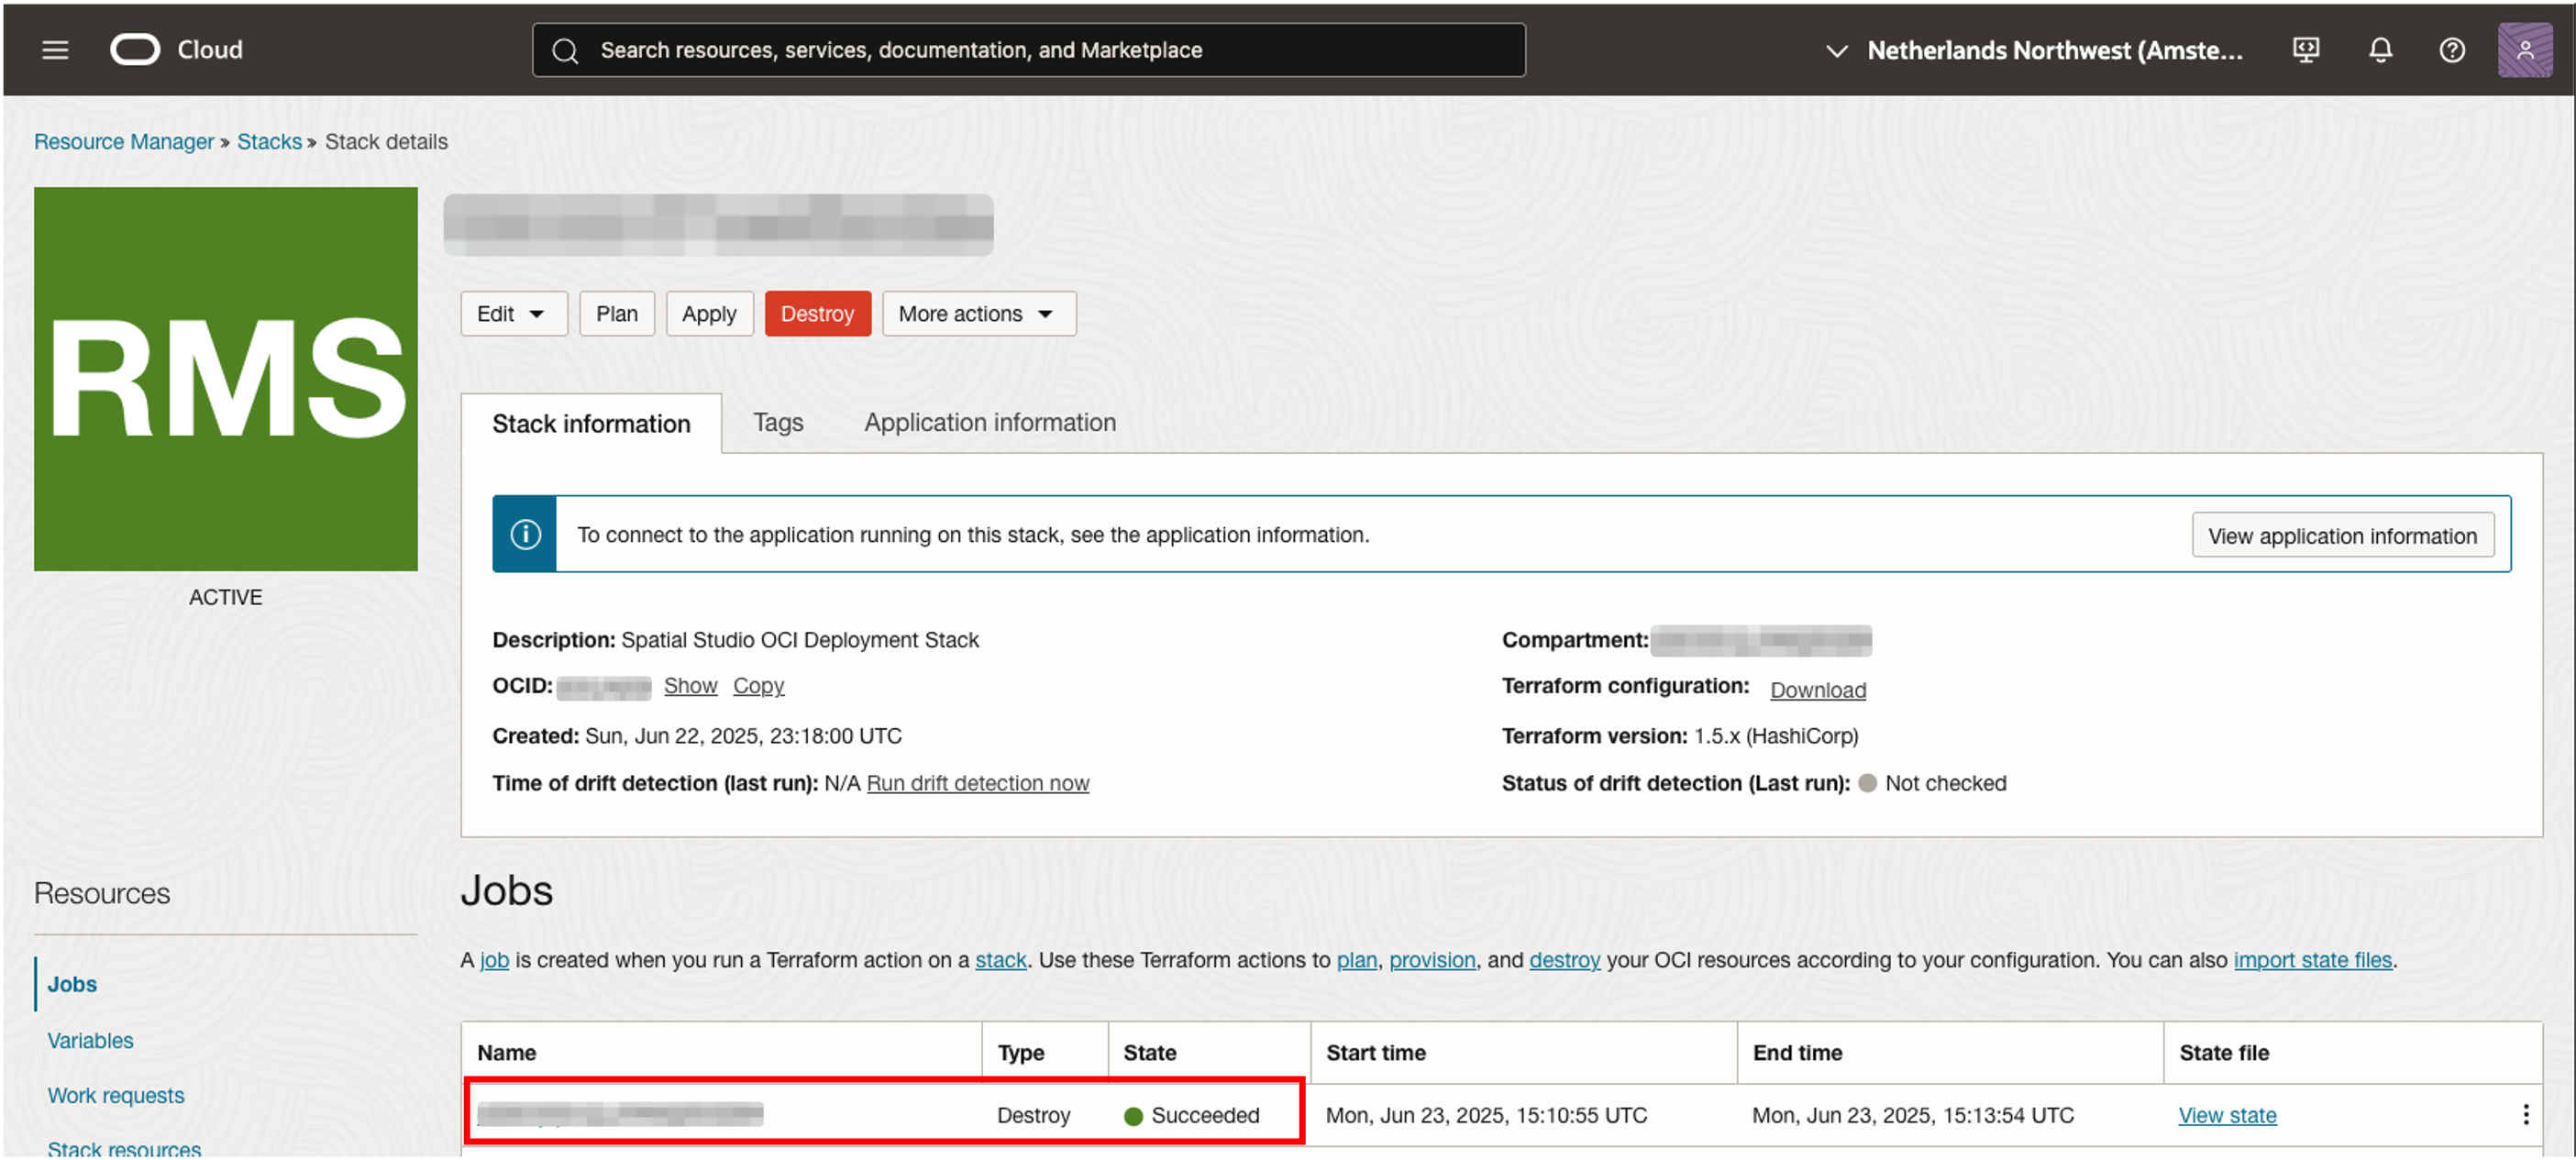 Cloud
Search resources, services, documentation, and Marketplace
Netherlands Northwest (Amste...
Resource Manager » Stacks » Stack details
RMS
ACTIVE
Edit
Plan
Apply
Destroy
More actions
Stack information
Tags
Application information
To connect to the application running on this stack, see the application information.
View application information
Description: Spatial Studio OCI Deployment Stack
Compartment:
OCID: Show Copy
Terraform configuration: Download
Created: Sun, Jun 22, 2025, 23:18:00 UTC
Terraform version: 1.5.x (HashiCorp)
Time of drift detection (last run): N/A Run drift detection now
Status of drift detection (Last run): Not checked
Resources
Jobs
Variables
Work requests
Stack resources
Jobs
A job is created when you run a Terraform action on a stack. Use these Terraform actions to plan, provision, and destroy your OCI resources according to your configuration. You can also import state files.
Name Type State Start time End time State file
Destroy Succeeded Mon, Jun 23, 2025, 15:10:55 UTC Mon, Jun 23, 2025, 15:13:54 UTC View state